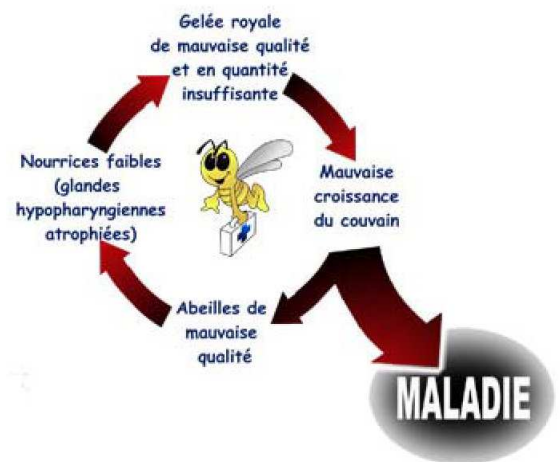 Gelée royale
de mauvaise qualité
et en quantité
insuffisante
Mauvaise
croissance
du couvain
Abeilles de
mauvaise
qualité
Nourrices faibles
(glandes
hypopharyngiennes
atrophiées)
MALADIE